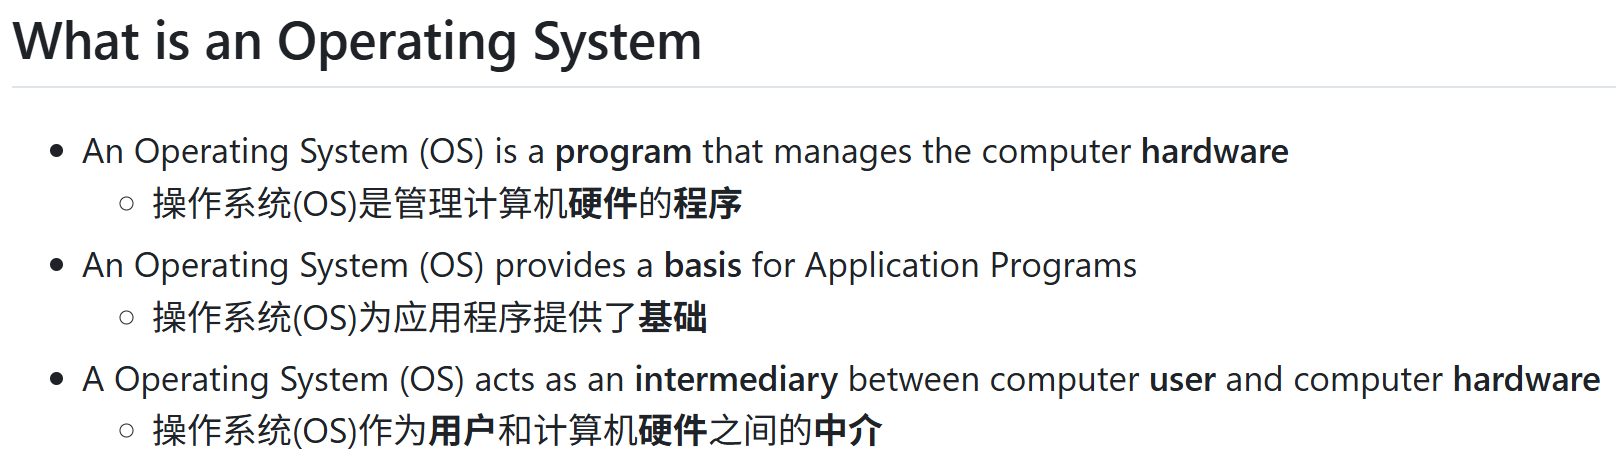 What is an Operating System
An Operating System (OS) is a program that manages the computer hardware
操作系统(OS)是管理计算机硬件的程序
An Operating System (OS) provides a basis for Application Programs
操作系统(OS)为应用程序提供了基础
A Operating System (OS) acts as an intermediary between computer user and computer hardware
操作系统(OS)作为用户和计算机硬件之间的中介